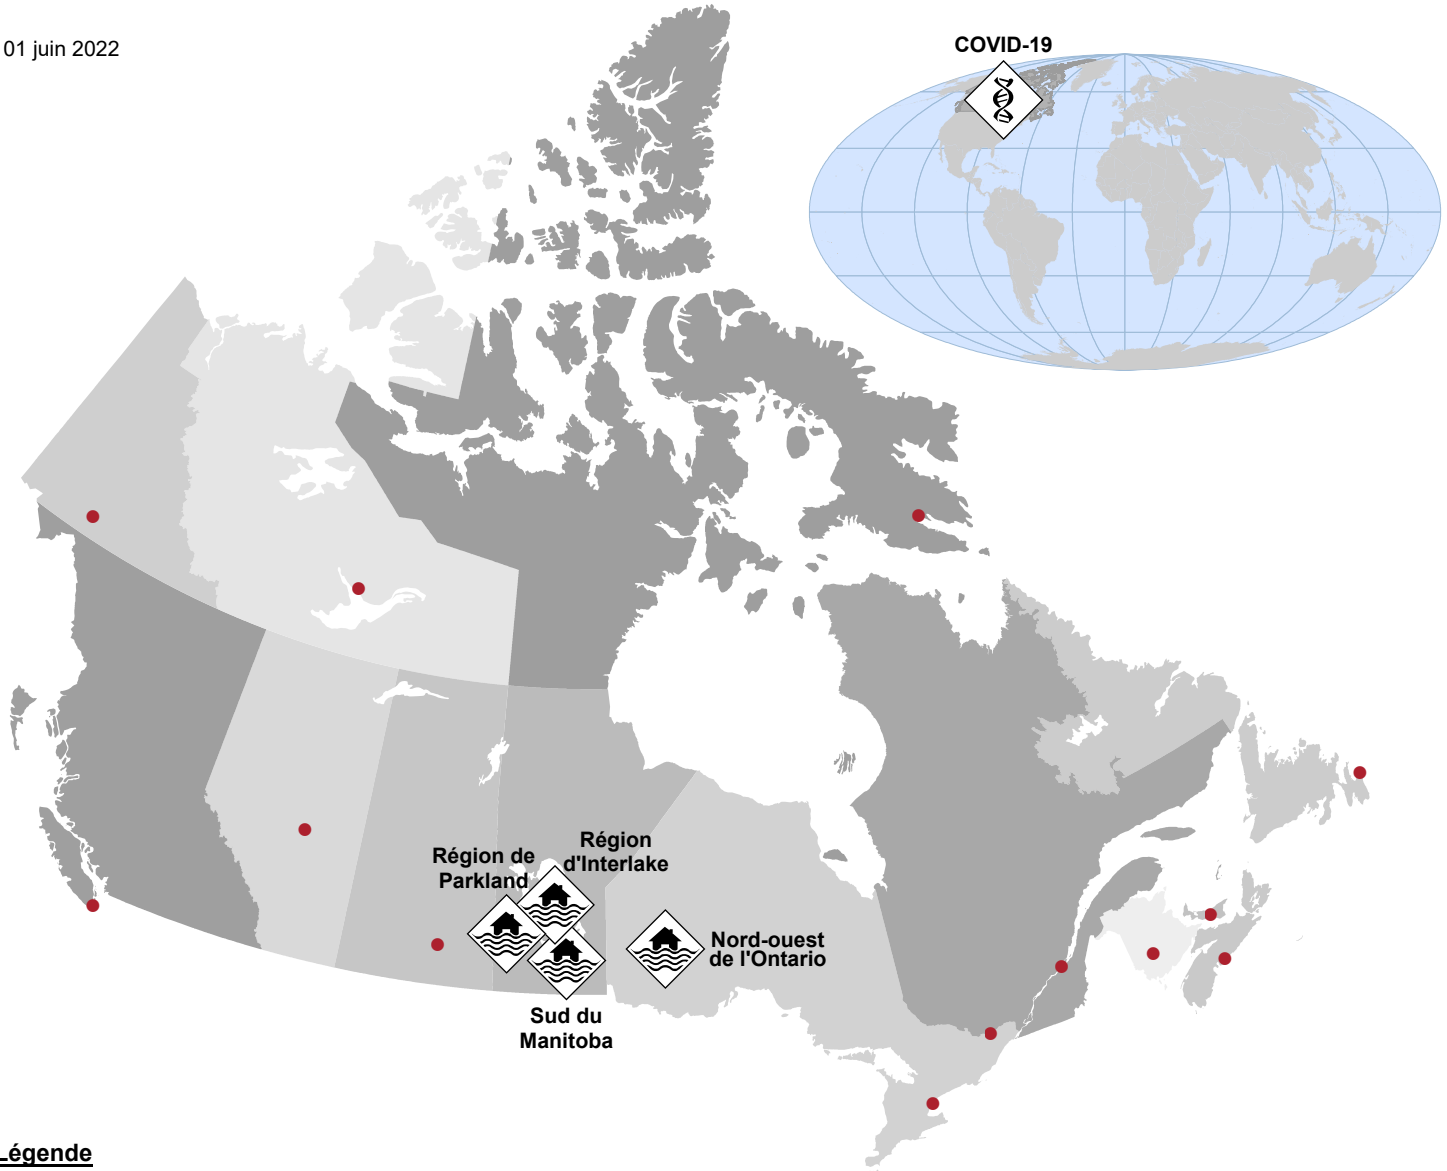 01 juin 2022
COVID-19
Région
d'Interlake
Région de
Parkland
Nord-ouest
de l'Ontario
Sud du
Manitoba
Légende